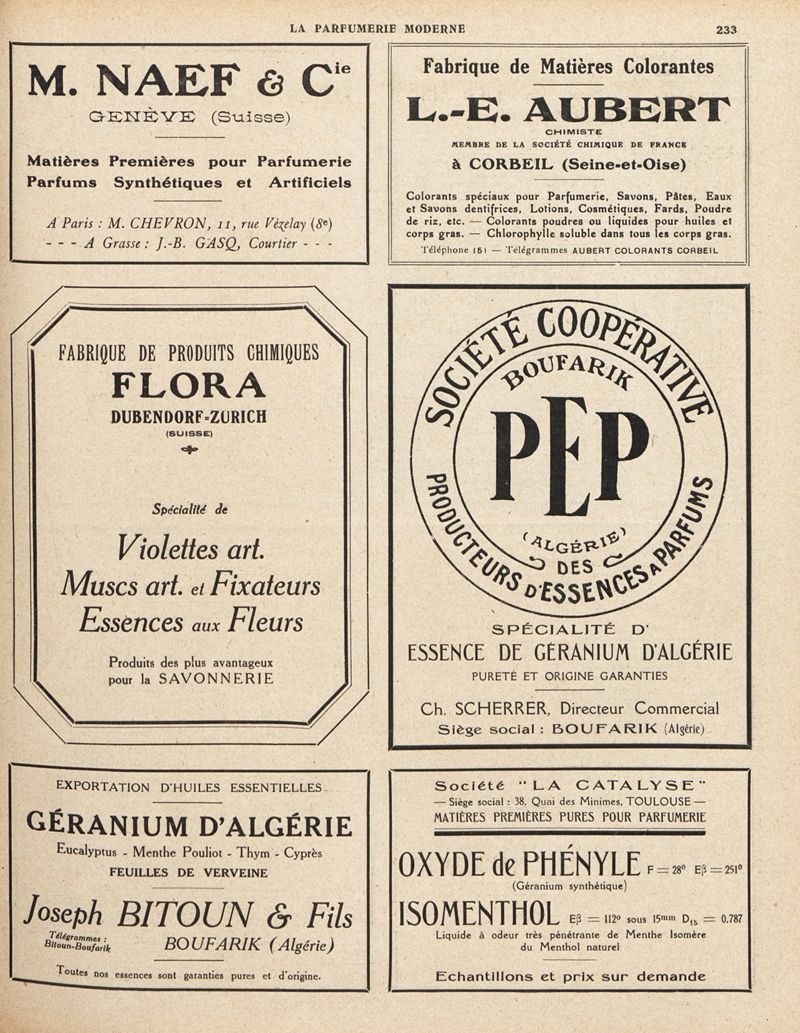 LA PARFUMERIE MODERNE
233
M. NAEF & Cie
GENÈVE (Suisse)
Matières Premières pour Parfumerie
Parfums Synthétiques et Artificiels
A Paris : M. CHEVRON, 11, rue Vézelay (8e)
- - - A Grasse : J.-B. GASQ, Courtier - - -
Fabrique de Matières Colorantes
L.-E. AUBERT
CHIMISTE
MEMBRE DE LA SOCIÉTÉ CHIMIQUE DE FRANCE
à CORBEIL (Seine-et-Oise)
Colorants spéciaux pour Parfumerie, Savons, Pâtes, Eaux
et Savons dentifrices, Lotions, Cosmétiques, Fards, Poudre
de riz, etc. — Colorants poudres ou liquides pour huiles et
corps gras. — Chlorophylle soluble dans tous les corps gras.
Téléphone 151 — Télégrammes AUBERT COLORANTS CORBEIL
FABRIQUE DE PRODUITS CHIMIQUES
FLORA
DUBENDORF-ZURICH
(SUISSE)
Spécialité de
Violettes art.
Muscs art. et Fixateurs
Essences aux Fleurs
Produits des plus avantageux
pour la SAVONNERIE
SOCIÉTÉ COOPÉRATIVE
BOUFARIK
PEP
(ALGÉRIE)
DES
PRODUCTEURS D'ESSENCES A PARFUMS
SPÉCIALITÉ D'
ESSENCE DE GÉRANIUM D'ALGÉRIE
PURETÉ ET ORIGINE GARANTIES
Ch. SCHERRER, Directeur Commercial
Siège social : BOUFARIK (Algérie)
EXPORTATION D'HUILES ESSENTIELLES
GÉRANIUM D'ALGÉRIE
Eucalyptus - Menthe Pouliot - Thym - Cyprès
FEUILLES DE VERVEINE
Joseph BITOUN & Fils
Télégrammes :
Bitoun-Boufarik
BOUFARIK (Algérie)
Toutes nos essences sont garanties pures et d'origine.
Société "LA CATALYSE"
— Siège social : 38, Quai des Minimes, TOULOUSE —
MATIÈRES PREMIÈRES PURES POUR PARFUMERIE
OXYDE de PHÉNYLE F = 28° Eβ = 251°
(Géranium synthétique)
ISOMENTHOL Eβ = 112° sous 15mm D15 = 0,787
Liquide à odeur très pénétrante de Menthe Isomère
du Menthol naturel
Echantillons et prix sur demande